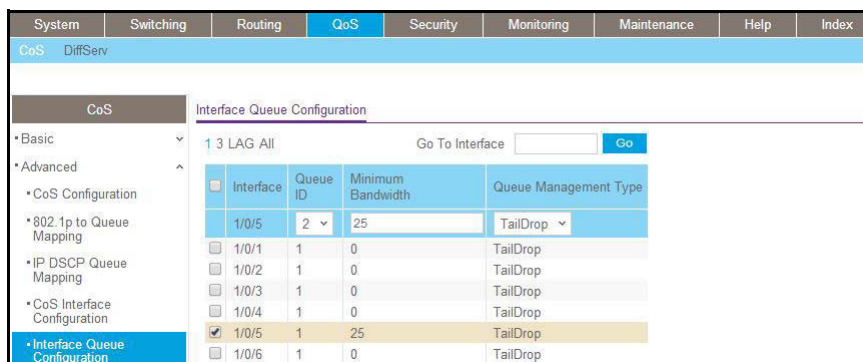 System Switching Routing QoS Security Monitoring Maintenance Help Index
CoS DiffServ
CoS
Interface Queue Configuration
Basic
1 3 LAG All Go To Interface Go
Advanced
CoS Configuration
802.1p to Queue
Mapping
IP DSCP Queue
Mapping
CoS Interface
Configuration
Interface Queue
Configuration
Interface Queue ID Minimum Bandwidth Queue Management Type
1/0/5 2 25 TailDrop
1/0/1 1 0 TailDrop
1/0/2 1 0 TailDrop
1/0/3 1 0 TailDrop
1/0/4 1 0 TailDrop
1/0/5 1 25 TailDrop
1/0/6 1 0 TailDrop